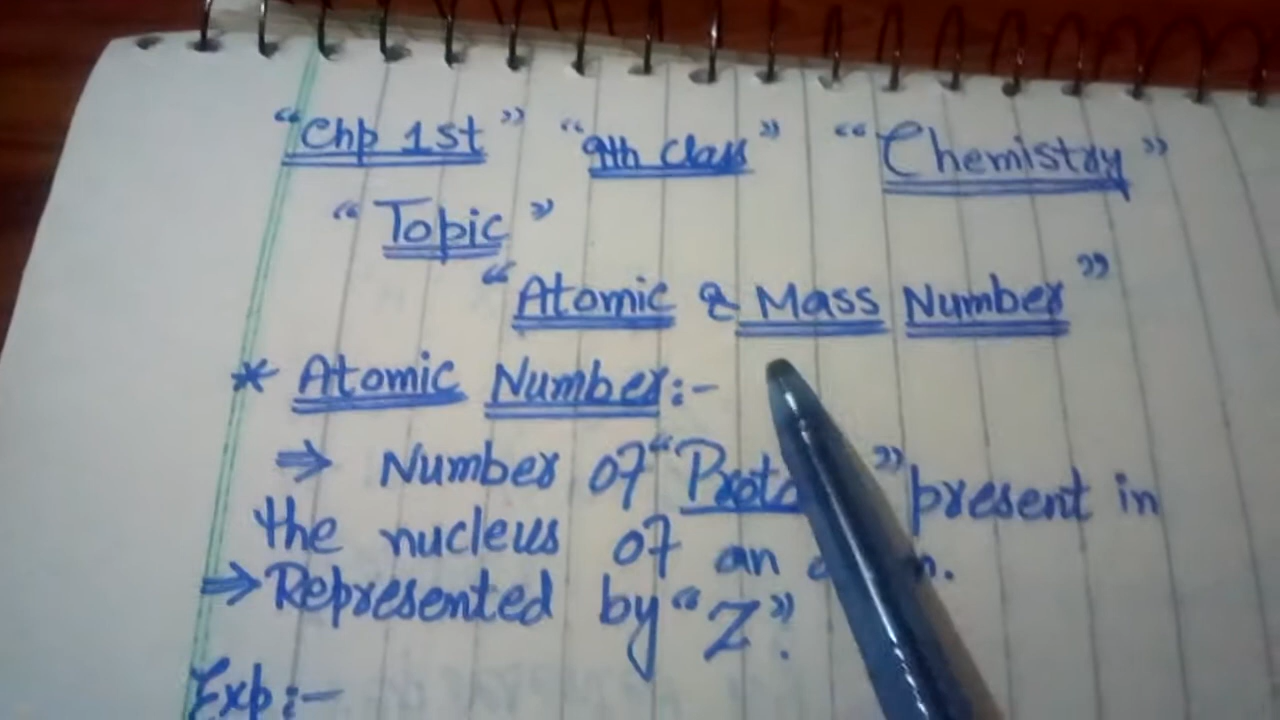 "Chp 1st" "9th Class" "Chemistry"
"Topic"
"Atomic & Mass Number"
* Atomic Number:-
⇒ Number of "Proto " present in
the nucleus of an
⇒ Represented by "Z".
Exp:-